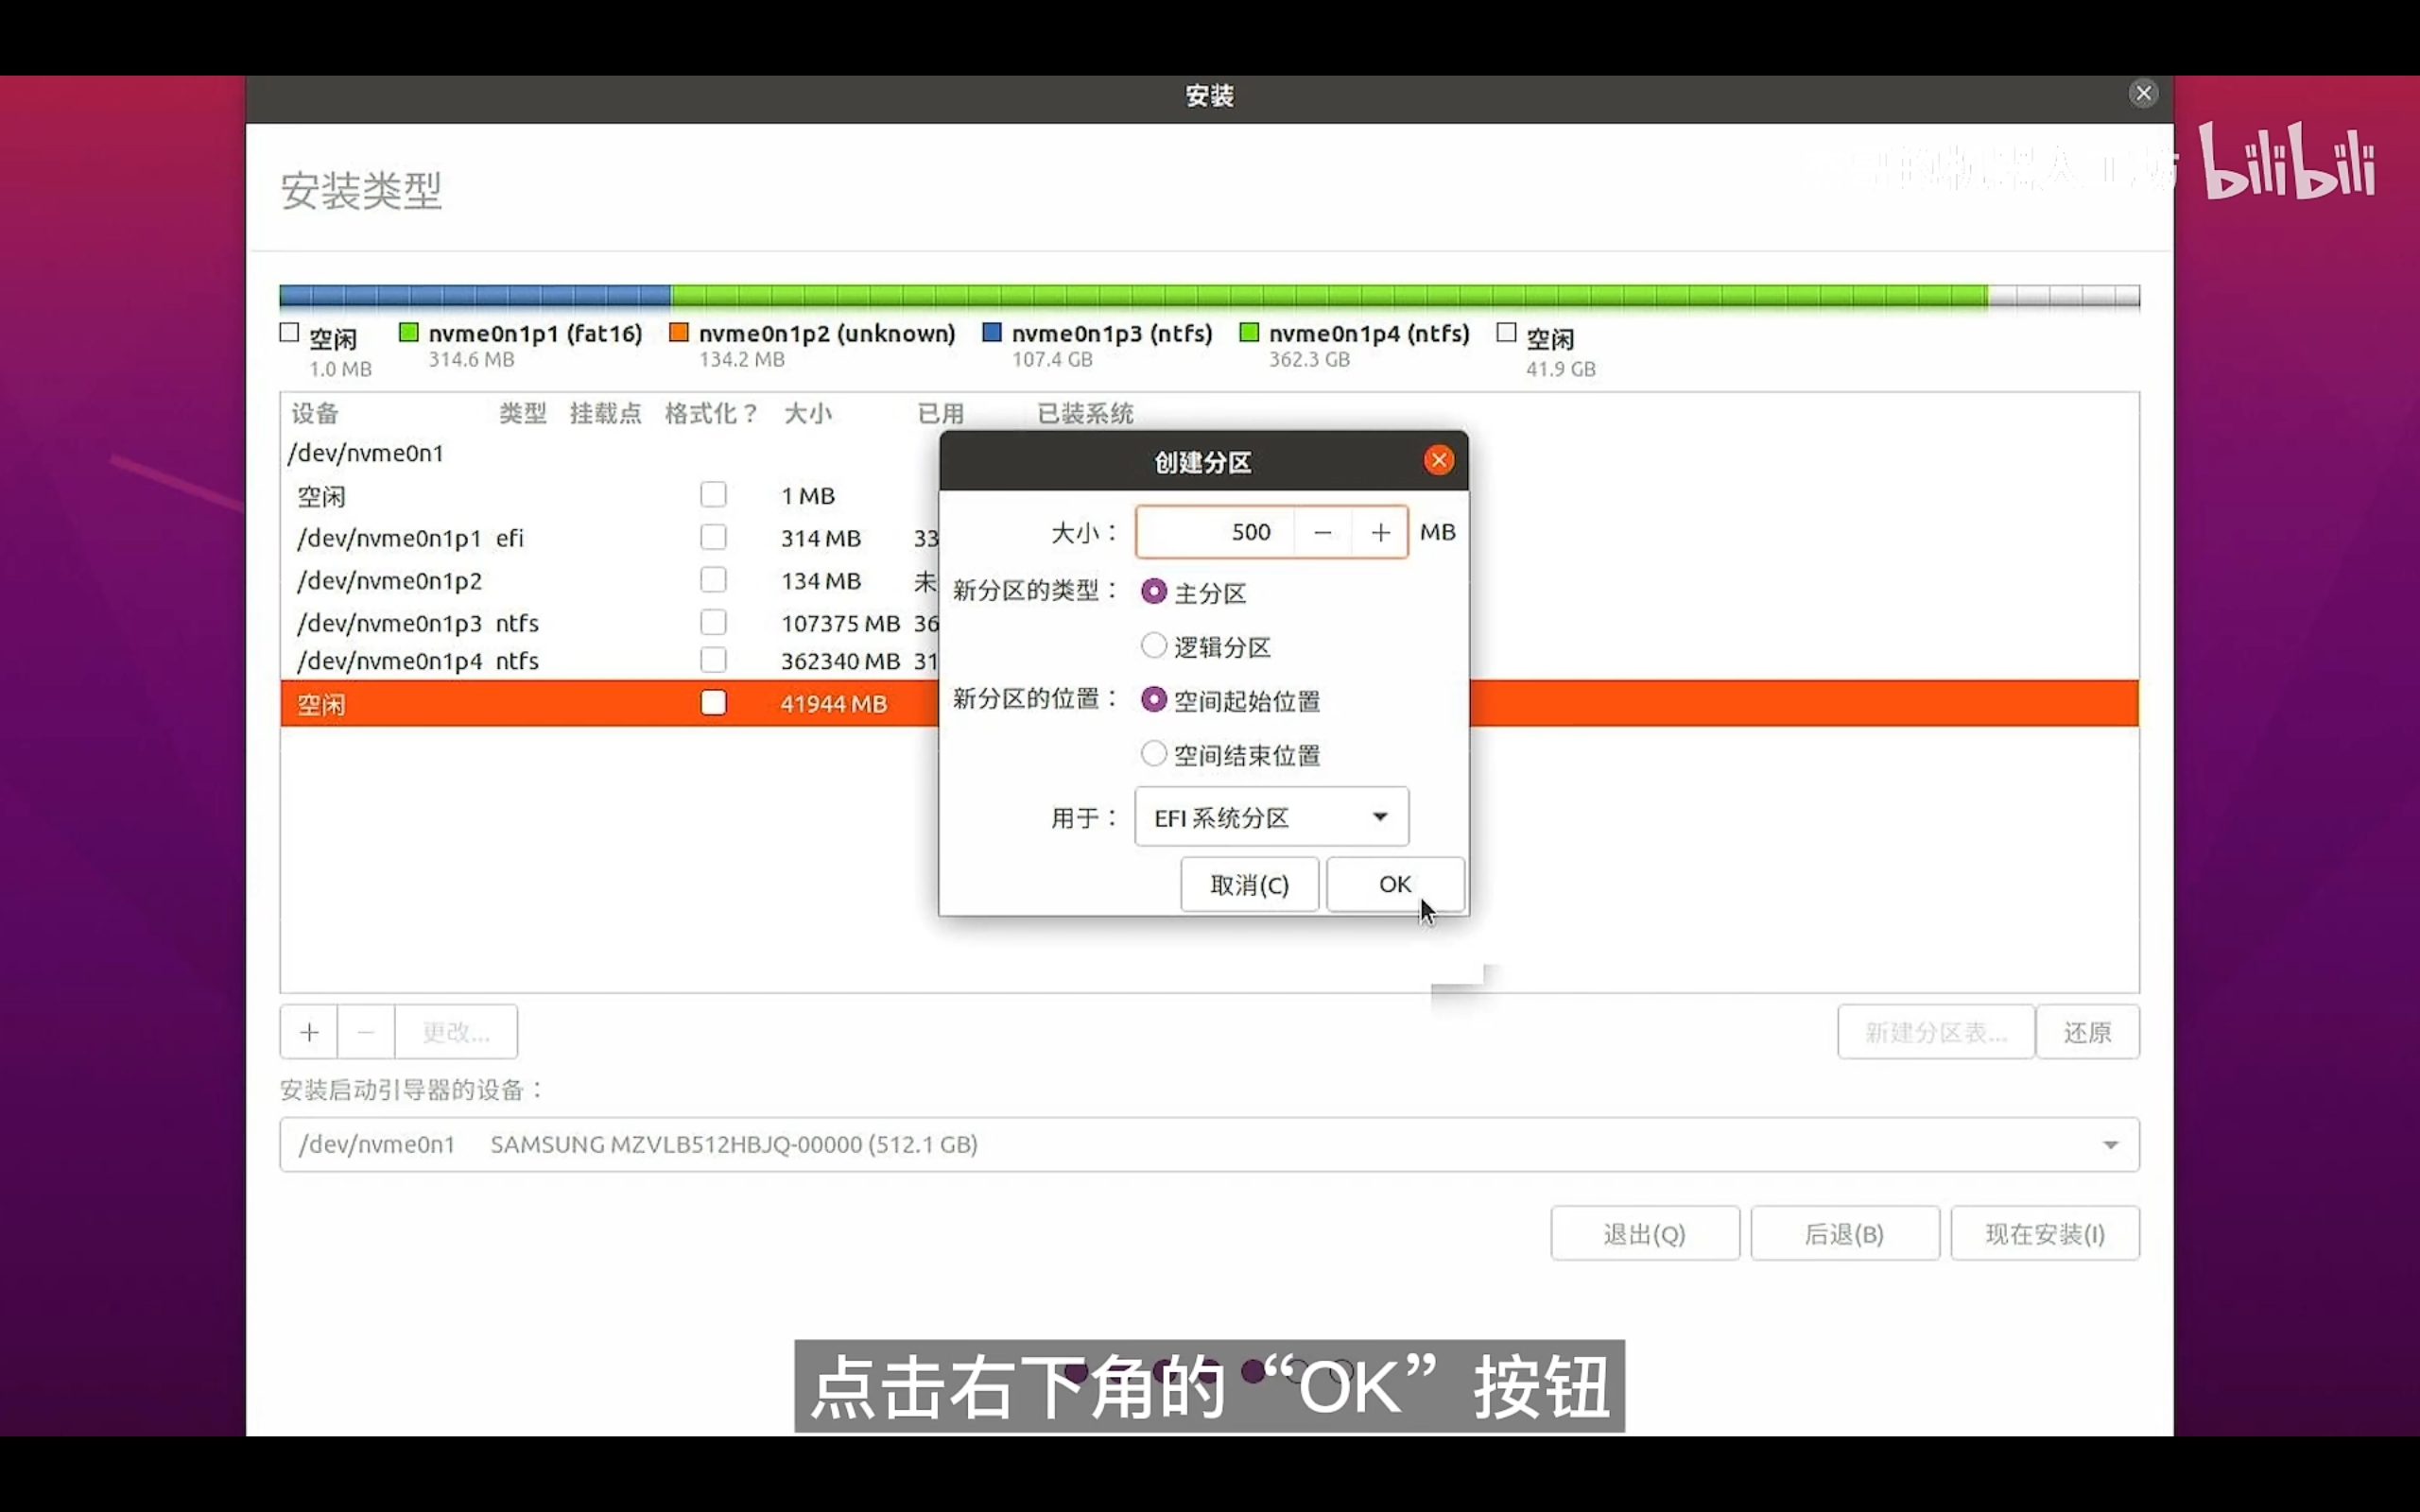 安装
bilibili
安装类型
空闲
1.0 MB
nvme0n1p1 (fat16)
314.6 MB
nvme0n1p2 (unknown)
134.2 MB
nvme0n1p3 (ntfs)
107.4 GB
nvme0n1p4 (ntfs)
362.3 GB
空闲
41.9 GB
设备 类型 挂载点 格式化？ 大小 已用 已装系统
/dev/nvme0n1
空闲 1 MB
/dev/nvme0n1p1 efi 314 MB 33
/dev/nvme0n1p2 134 MB 未
/dev/nvme0n1p3 ntfs 107375 MB 36
/dev/nvme0n1p4 ntfs 362340 MB 31
空闲 41944 MB
创建分区
大小： 500 － ＋ MB
新分区的类型： 主分区
逻辑分区
新分区的位置： 空间起始位置
空间结束位置
用于： EFI 系统分区
取消(C) OK
+ － 更改... 新建分区表... 还原
安装启动引导器的设备：
/dev/nvme0n1 SAMSUNG MZVLB512HBJQ-00000 (512.1 GB)
退出(Q) 后退(B) 现在安装(I)
点击右下角的“OK”按钮